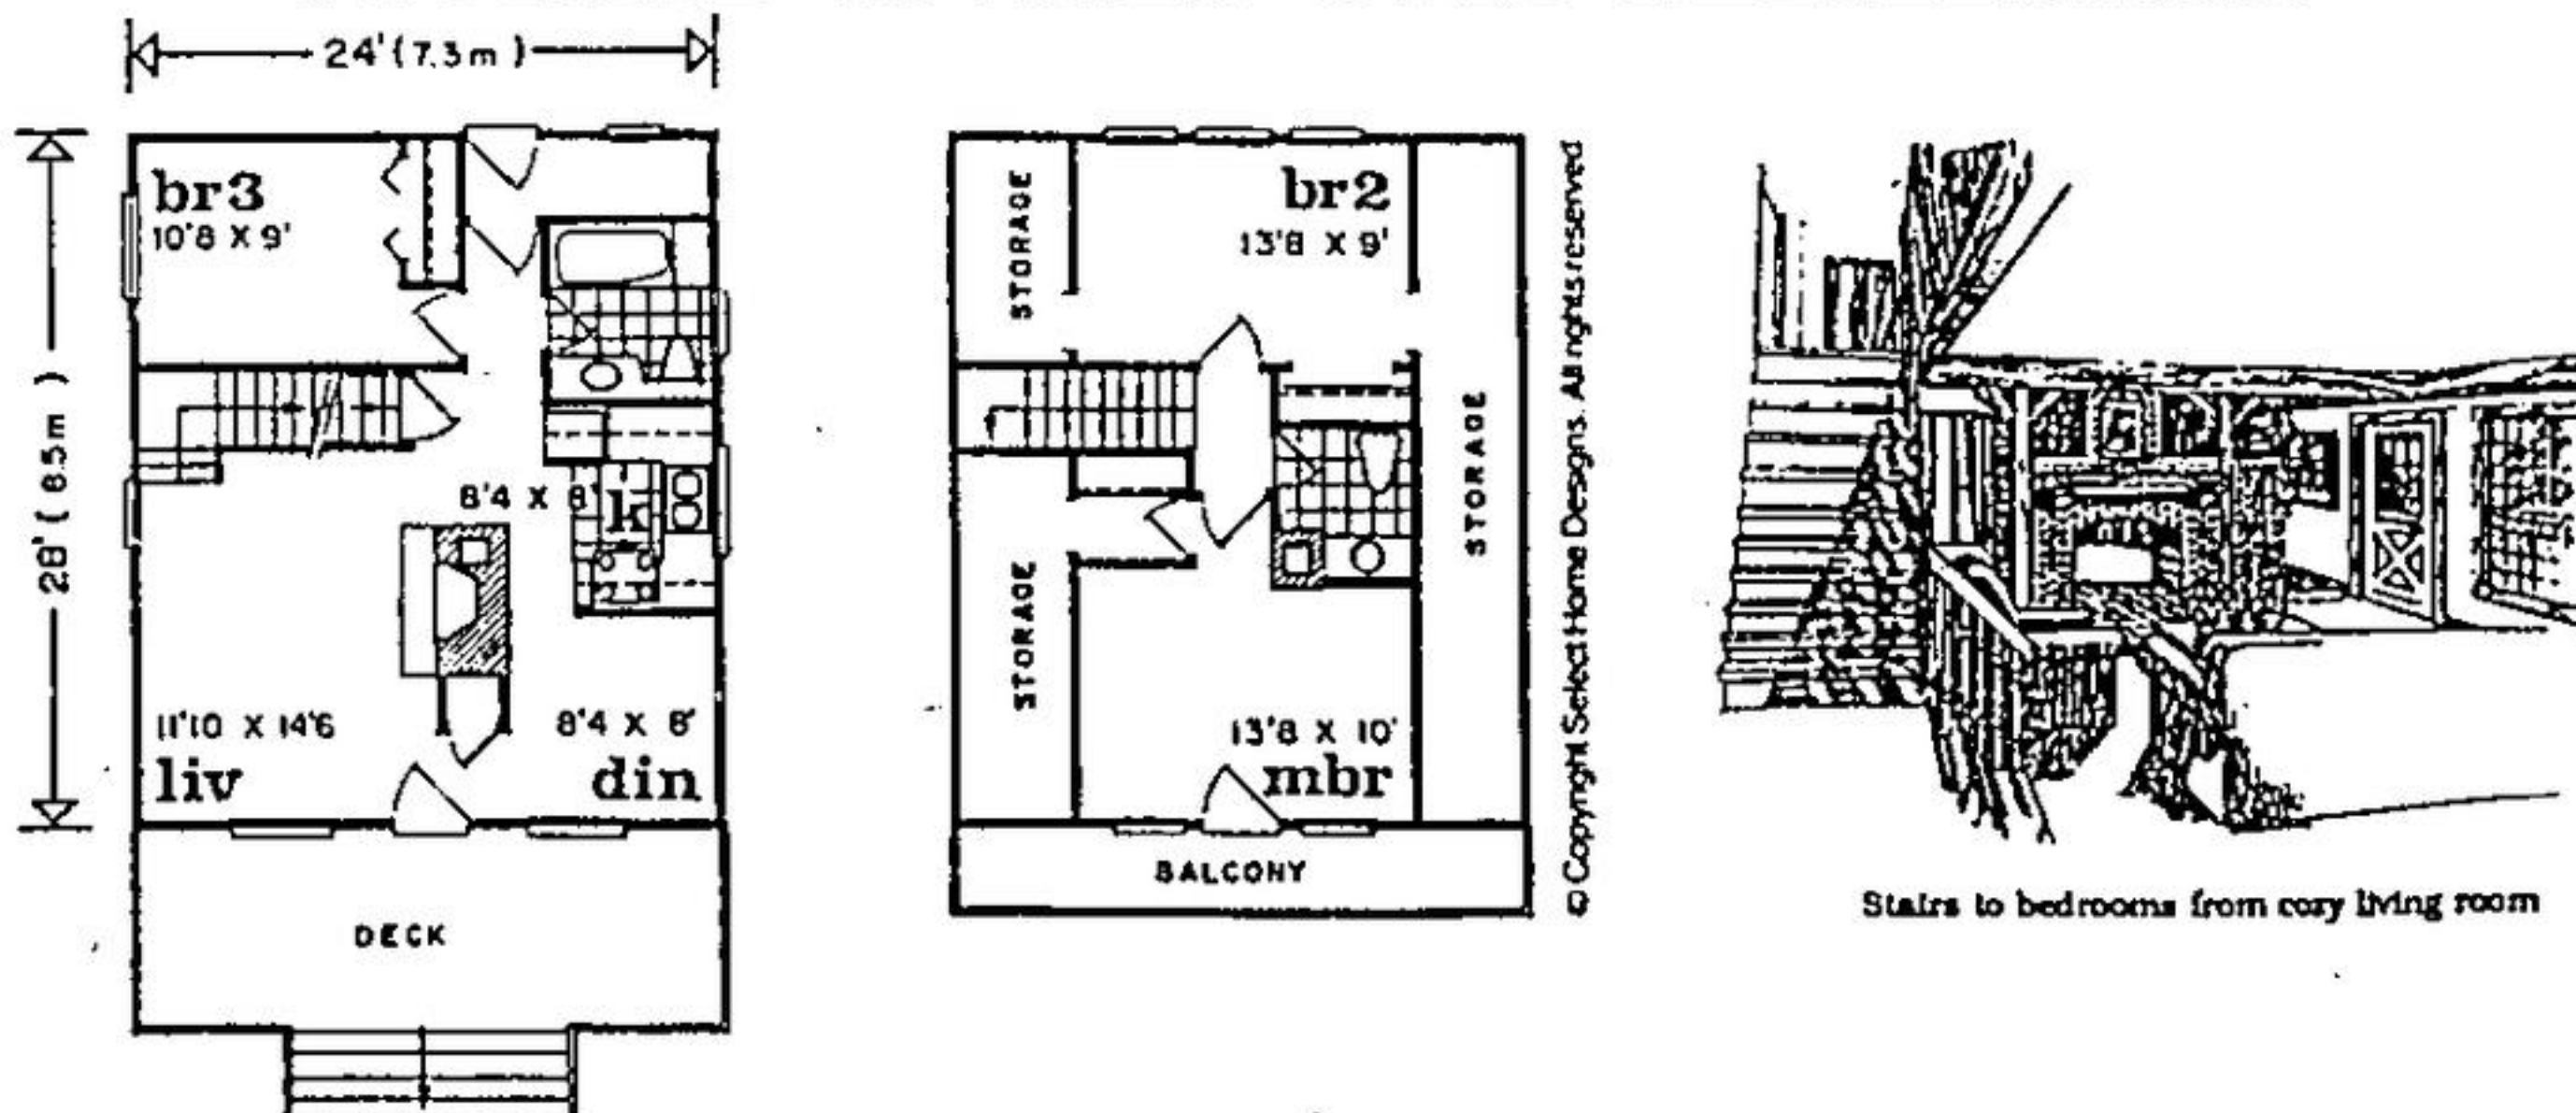 24' (7.3m)
28' (8.5m)
br3
10'8 X 9'
8'4 X 8'
k
11'10 X 14'6
liv
8'4 X 8'
din
DECK
STORAGE
br2
13'8 X 9'
STORAGE
STORAGE
13'8 X 10'
mbr
BALCONY
© Copyright Select Home Designs. All rights reserved
Stairs to bedrooms from cozy living room